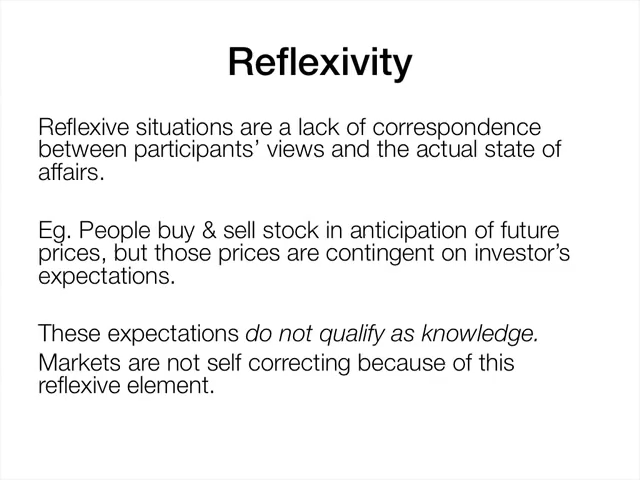 Reflexivity
Reflexive situations are a lack of correspondence
between participants’ views and the actual state of
affairs.
Eg. People buy & sell stock in anticipation of future
prices, but those prices are contingent on investor’s
expectations.
These expectations do not qualify as knowledge.
Markets are not self correcting because of this
reflexive element.